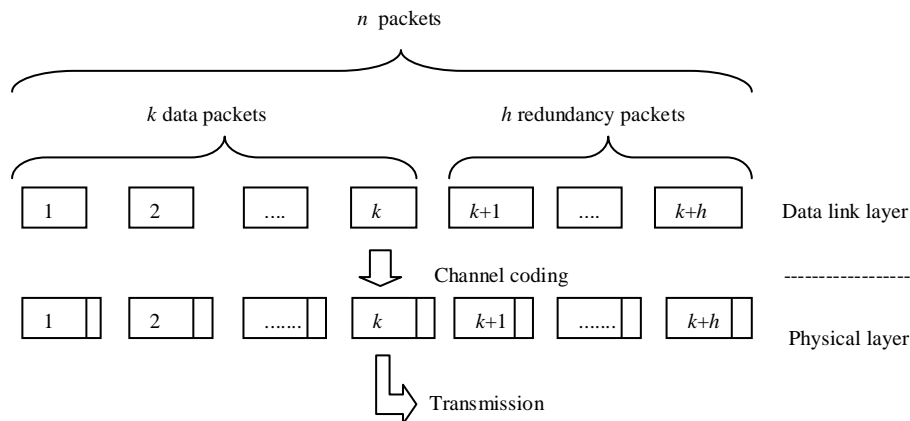 n packets
k data packets
h redundancy packets
1 2 .... k k+1 .... k+h Data link layer
Channel coding
1 2 ....... k k+1 ....... k+h
Physical layer
Transmission